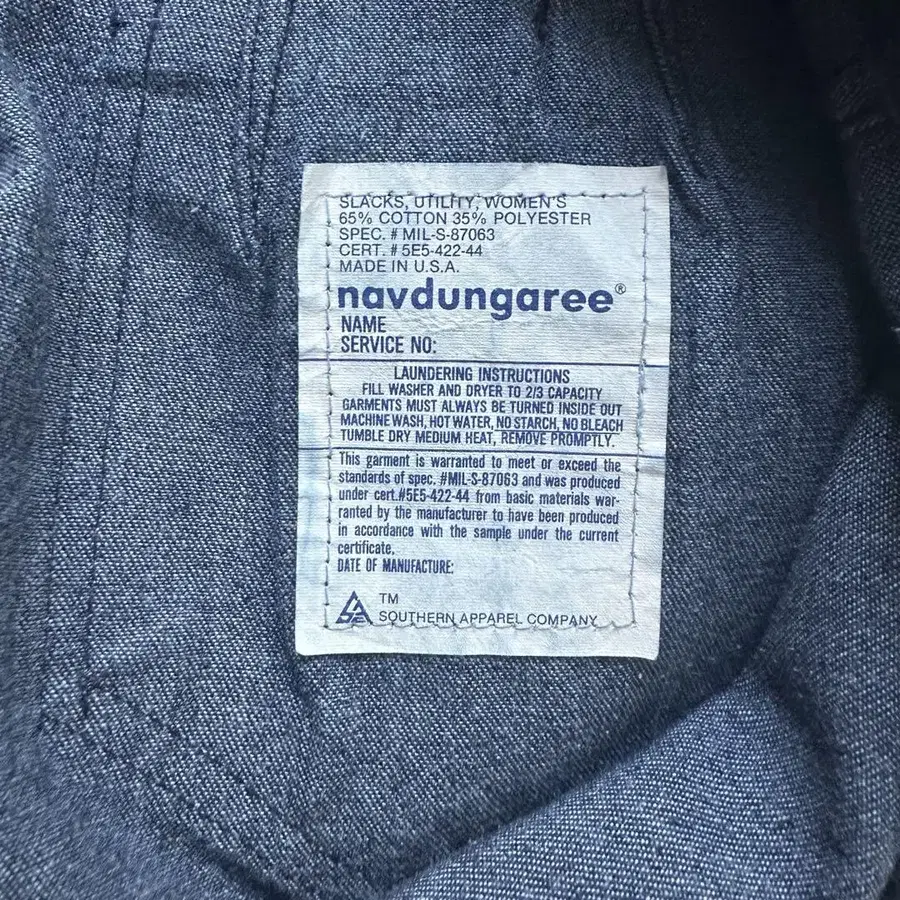 SLACKS, UTILITY, WOMEN'S
65% COTTON 35% POLYESTER
SPEC. # MIL-S-87063
CERT. # 5E5-422-44
MADE IN U.S.A.
navdungaree®
NAME
SERVICE NO:
LAUNDERING INSTRUCTIONS
FILL WASHER AND DRYER TO 2/3 CAPACITY
GARMENTS MUST ALWAYS BE TURNED INSIDE OUT
MACHINE WASH, HOT WATER, NO STARCH, NO BLEACH
TUMBLE DRY MEDIUM HEAT, REMOVE PROMPTLY.
This garment is warranted to meet or exceed the
standards of spec. #MIL-S-87063 and was produced
under cert.#5E5-422-44 from basic materials war-
ranted by the manufacturer to have been produced
in accordance with the sample under the current
certificate.
DATE OF MANUFACTURE:
TM
SOUTHERN APPAREL COMPANY